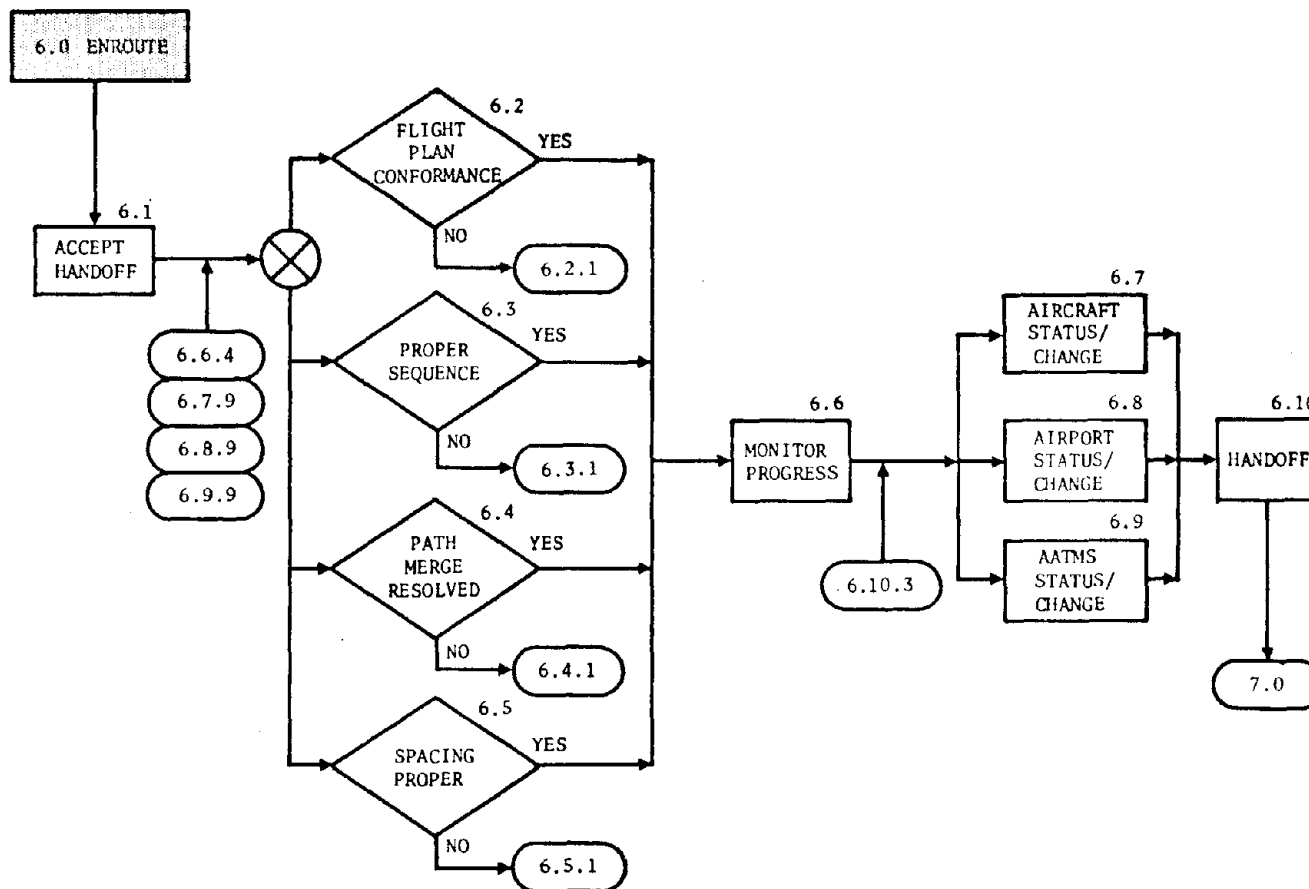 6.0 ENROUTE
6.1
ACCEPT
HANDOFF
6.6.4
6.7.9
6.8.9
6.9.9
6.2
FLIGHT
PLAN
CONFORMANCE
YES
NO
6.2.1
6.3
PROPER
SEQUENCE
YES
NO
6.3.1
6.4
PATH
MERGE
RESOLVED
YES
NO
6.4.1
6.5
SPACING
PROPER
YES
NO
6.5.1
6.6
MONITOR
PROGRESS
6.10.3
6.7
AIRCRAFT
STATUS/
CHANGE
6.8
AIRPORT
STATUS/
CHANGE
6.9
AATMS
STATUS/
CHANGE
6.10
HANDOFF
7.0